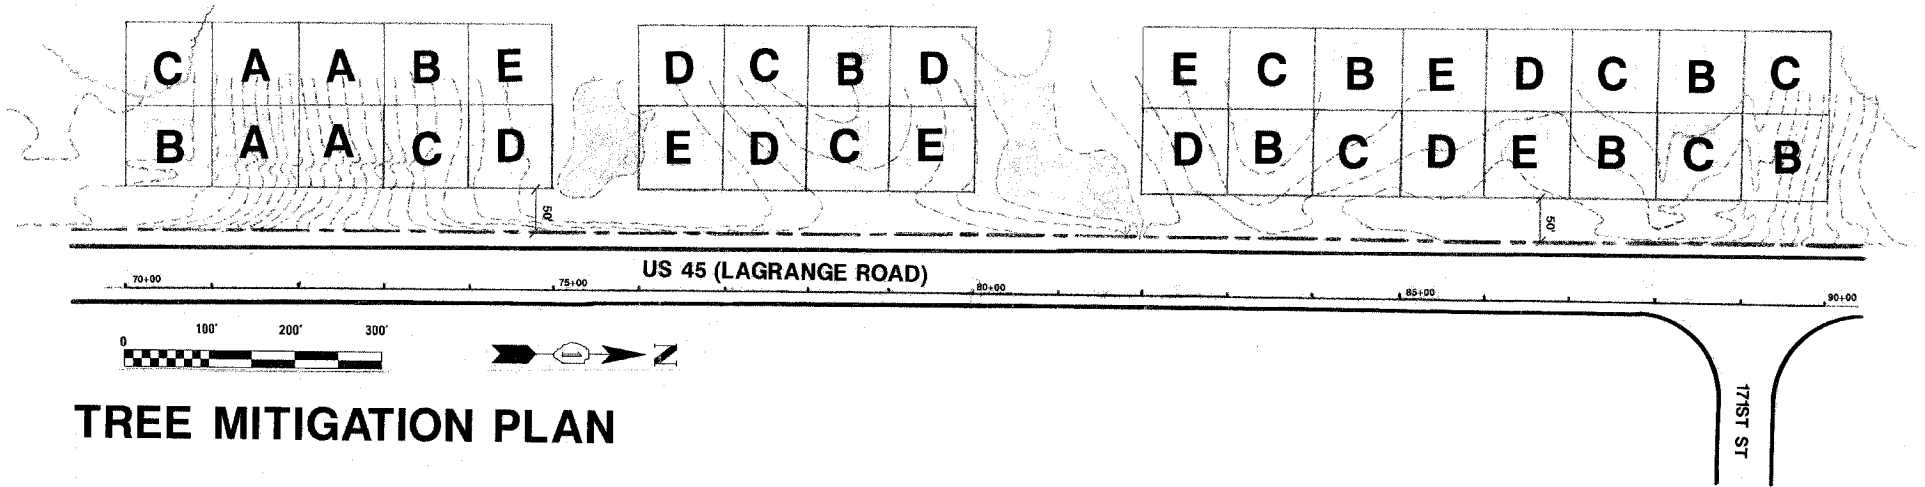 C A A B E D C B D E C B E D C B C
B A A C D E D C E D B C D E B C B
50' 50'
US 45 (LAGRANGE ROAD)
70+00 75+00 80+00 85+00 90+00
0 100' 200' 300'
N
TREE MITIGATION PLAN
171ST ST